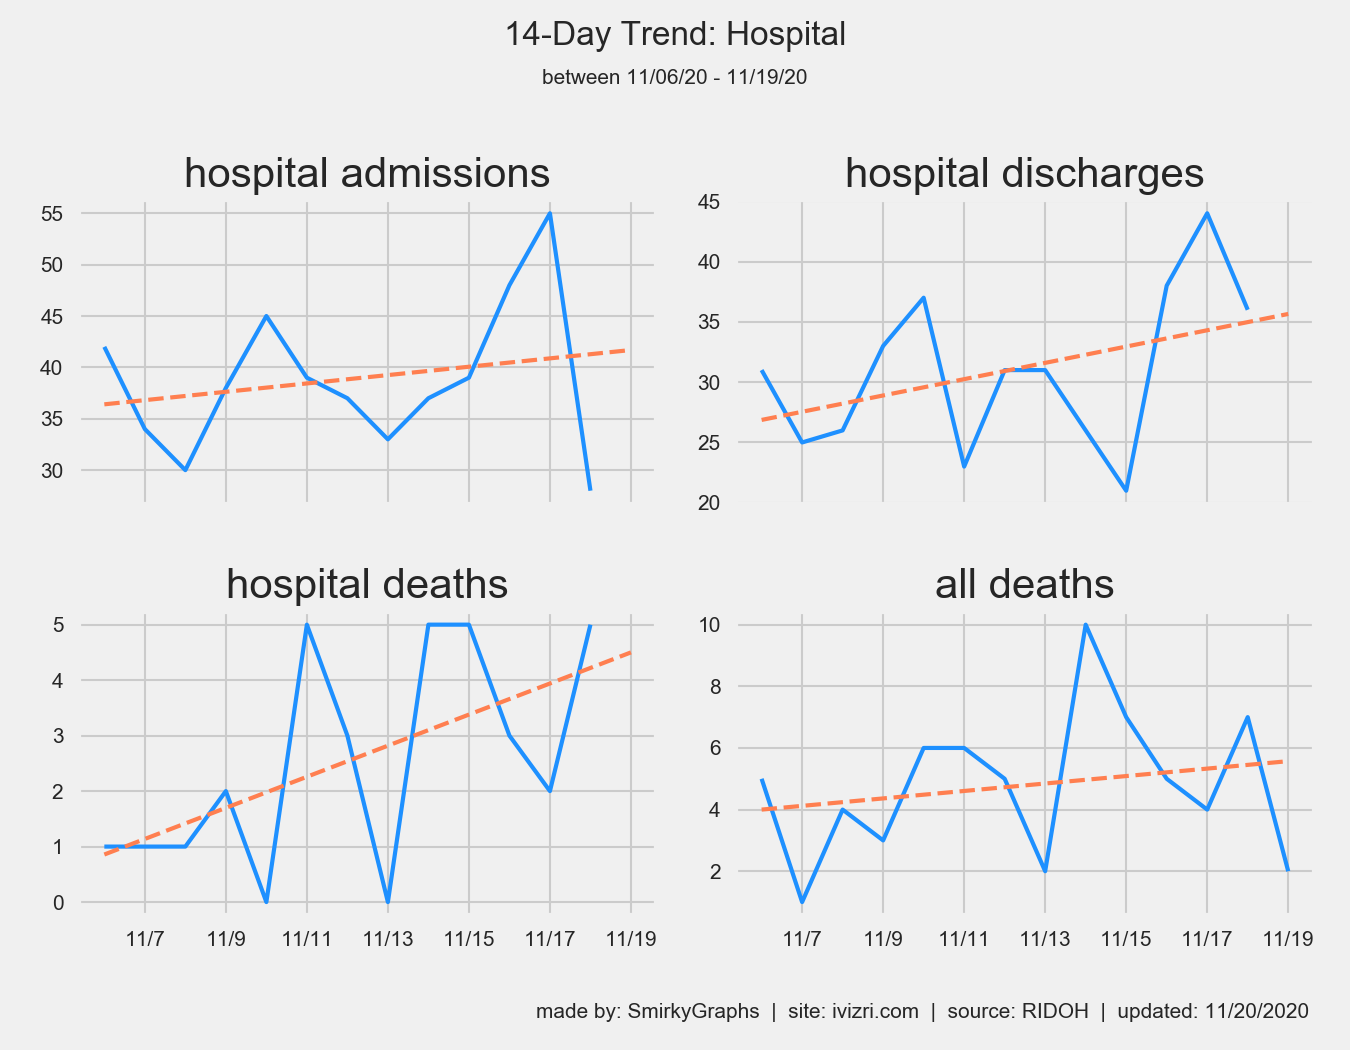 14-Day Trend: Hospital
between 11/06/20 - 11/19/20
hospital admissions
55
50
45
40
35
30
hospital discharges
45
40
35
30
25
20
hospital deaths
5
4
3
2
1
0
11/7 11/9 11/11 11/13 11/15 11/17 11/19
all deaths
10
8
6
4
2
11/7 11/9 11/11 11/13 11/15 11/17 11/19
made by: SmirkyGraphs | site: ivizri.com | source: RIDOH | updated: 11/20/2020